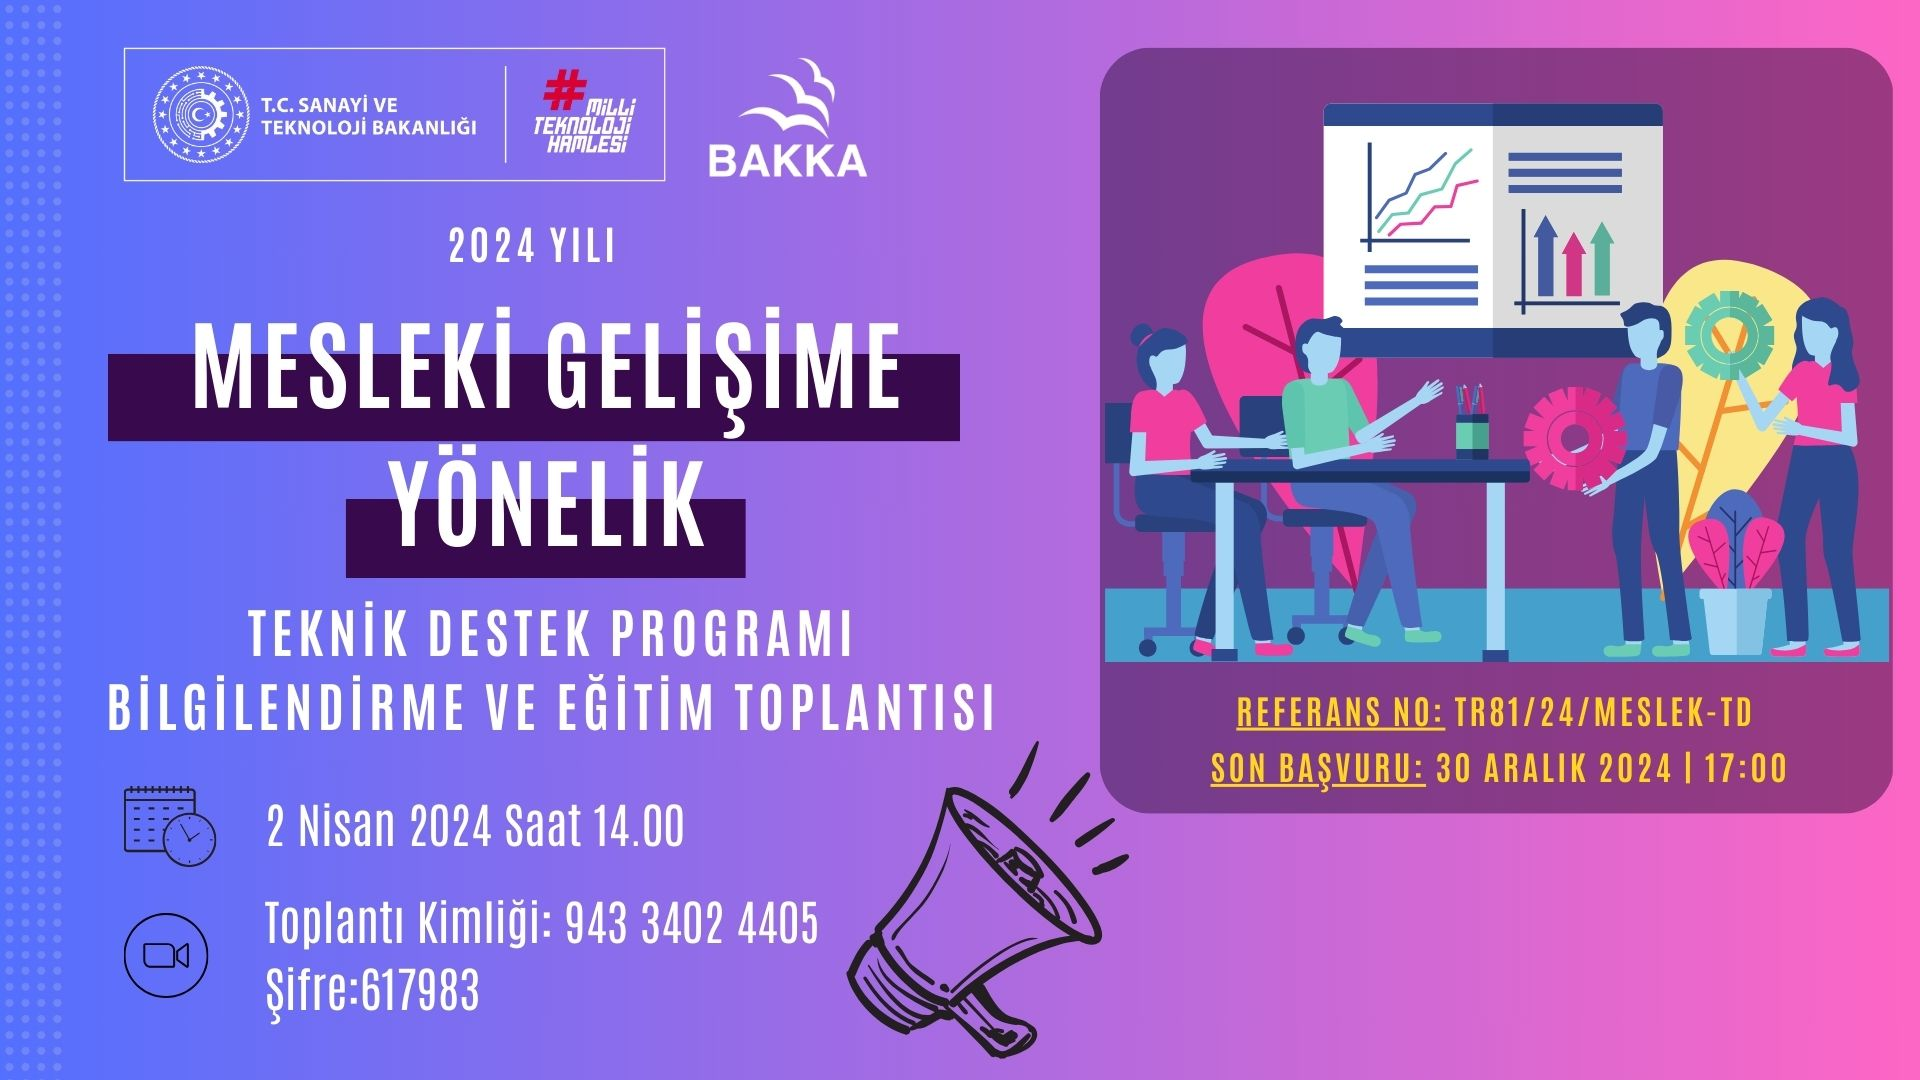 T.C. SANAYİ VE
TEKNOLOJİ BAKANLIĞI
#MİLLİ
TEKNOLOJİ
HAMLESİ
BAKKA
2024 YILI
MESLEKİ GELİŞİME
YÖNELİK
TEKNİK DESTEK PROGRAMI
BİLGİLENDİRME VE EĞİTİM TOPLANTISI
2 Nisan 2024 Saat 14.00
Toplantı Kimliği: 943 3402 4405
Şifre:617983
REFERANS NO: TR81/24/MESLEK-TD
SON BAŞVURU: 30 ARALIK 2024 | 17:00